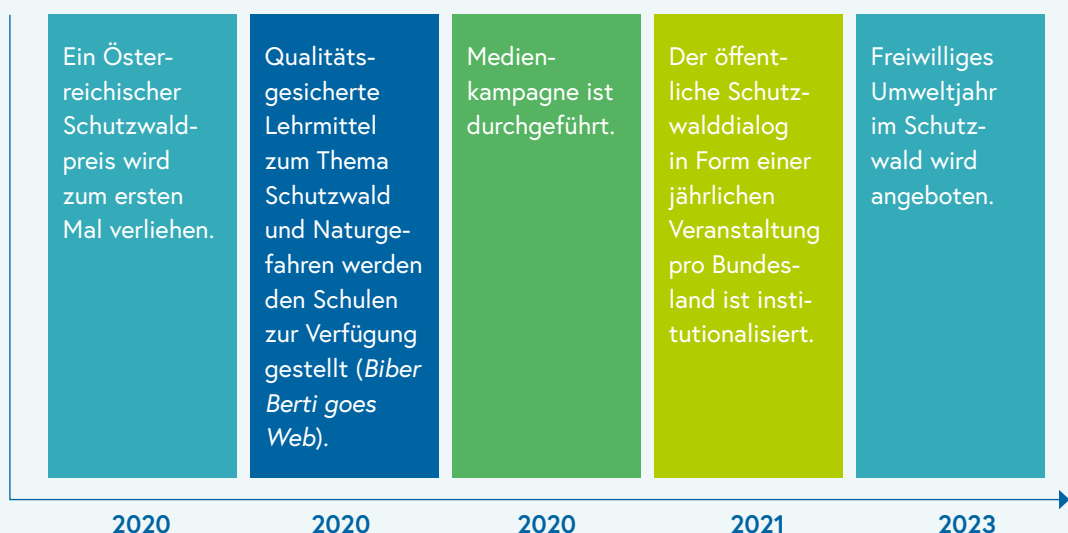 Ein Öster-
reichischer
Schutzwald-
preis wird
zum ersten
Mal verliehen.
Qualitäts-
gesicherte
Lehrmittel
zum Thema
Schutzwald
und Naturge-
fahren werden
den Schulen
zur Verfügung
gestellt (Biber
Berti goes
Web).
Medien-
kampagne ist
durchgeführt.
Der öffent-
liche Schutz-
walddialog
in Form einer
jährlichen
Veranstaltung
pro Bundes-
land ist insti-
tutionalisiert.
Freiwilliges
Umweltjahr
im Schutz-
wald wird
angeboten.
2020
2020
2020
2021
2023